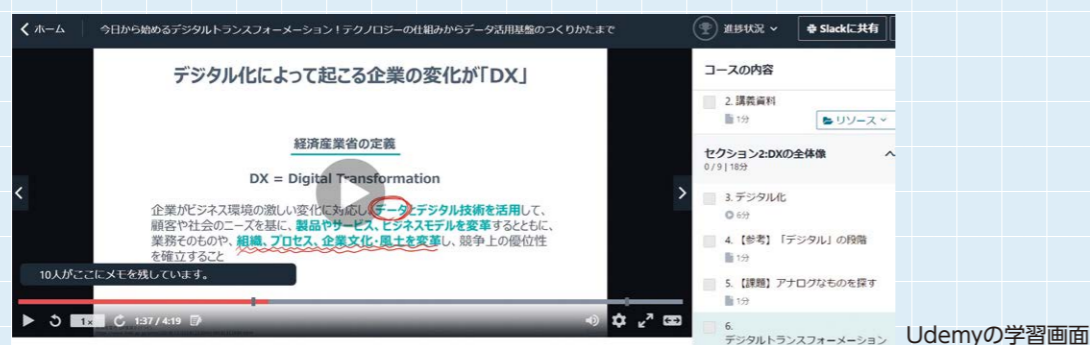 ホーム
今日から始めるデジタルトランスフォーメーション！テクノロジーの仕組みからデータ活用基盤のつくりかたまで
進捗状況
Slackに共有
デジタル化によって起こる企業の変化が「DX」
経済産業省の定義
DX = Digital Transformation
企業がビジネス環境の激しい変化に対応し、データとデジタル技術を活用して、
顧客や社会のニーズを基に、製品やサービス、ビジネスモデルを変革するとともに、
業務そのものや、組織、プロセス、企業文化・風土を変革し、競争上の優位性
を確立すること
10人がここにメモを残しています。
1x
1:37 / 4:19
コースの内容
2. 講義資料
1分
リソース
セクション2:DXの全体像
0 / 9 | 18分
3. デジタル化
6分
4. 【参考】「デジタル」の段階
1分
5. 【課題】アナログなものを探す
1分
6.
デジタルトランスフォーメーション
Udemyの学習画面